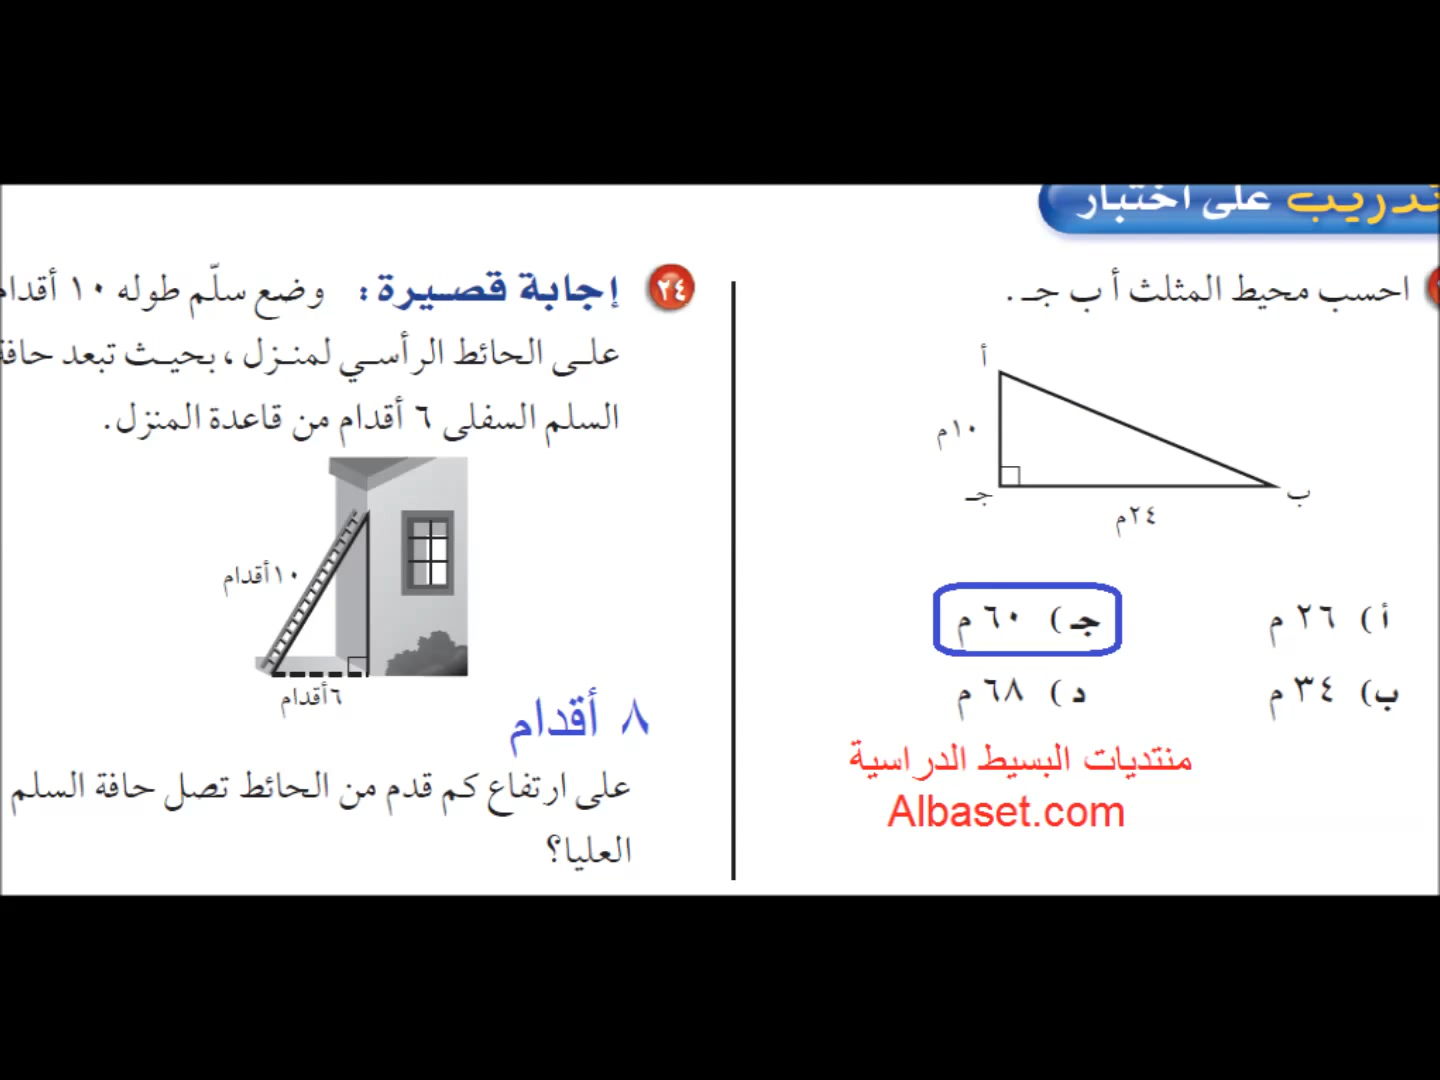 تدريب على اختبار
احسب محيط المثلث أ ب جـ .
أ
١٠م
جـ
ب
٢٤م
أ ) ٢٦ م
جـ ) ٦٠ م
ب) ٣٤ م
د ) ٦٨ م
منتديات البسيط الدراسية
Albaset.com
٢٤ إجابة قصيرة : وضع سلّم طوله ١٠ أقدام
على الحائط الرأسي لمنزل ، بحيث تبعد حافة
السلم السفلى ٦ أقدام من قاعدة المنزل.
١٠ أقدام
٦ أقدام
٨ أقدام
على ارتفاع كم قدم من الحائط تصل حافة السلم
العليا؟